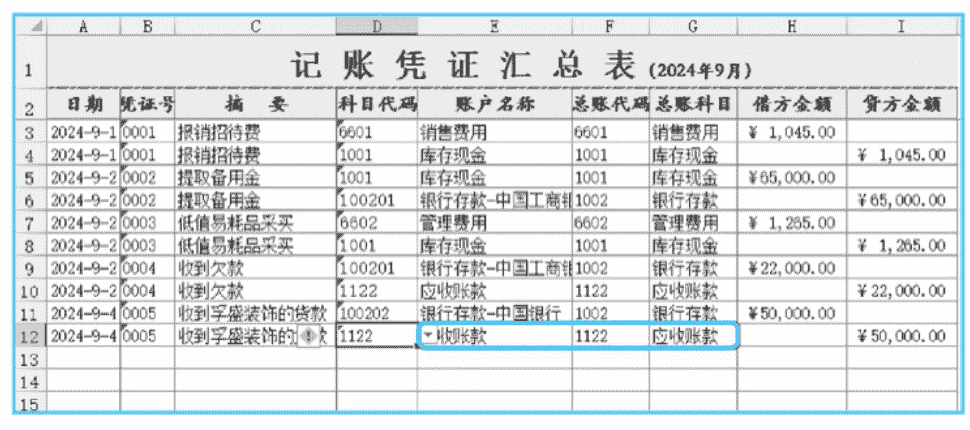 A B C D E F G H I
1 记 账 凭 证 汇 总 表 (2024年9月)
2 日期 凭证号 摘 要 科目代码 账户名称 总账代码 总账科目 借方金额 贷方金额
3 2024-9-1 0001 报销招待费 6601 销售费用 6601 销售费用 ¥ 1,045.00
4 2024-9-1 0001 报销招待费 1001 库存现金 1001 库存现金 ¥ 1,045.00
5 2024-9-2 0002 提取备用金 1001 库存现金 1001 库存现金 ¥65,000.00
6 2024-9-2 0002 提取备用金 100201 银行存款-中国工商银 1002 银行存款 ¥65,000.00
7 2024-9-2 0003 低值易耗品采买 6602 管理费用 6602 管理费用 ¥ 1,265.00
8 2024-9-2 0003 低值易耗品采买 1001 库存现金 1001 库存现金 ¥ 1,265.00
9 2024-9-2 0004 收到欠款 100201 银行存款-中国工商银 1002 银行存款 ¥22,000.00
10 2024-9-2 0004 收到欠款 1122 应收账款 1122 应收账款 ¥22,000.00
11 2024-9-4 0005 收到孚盛装饰的货款 100202 银行存款-中国银行 1002 银行存款 ¥50,000.00
12 2024-9-4 0005 收到孚盛装饰的 1122 收账款 1122 应收账款 ¥50,000.00
13
14
15